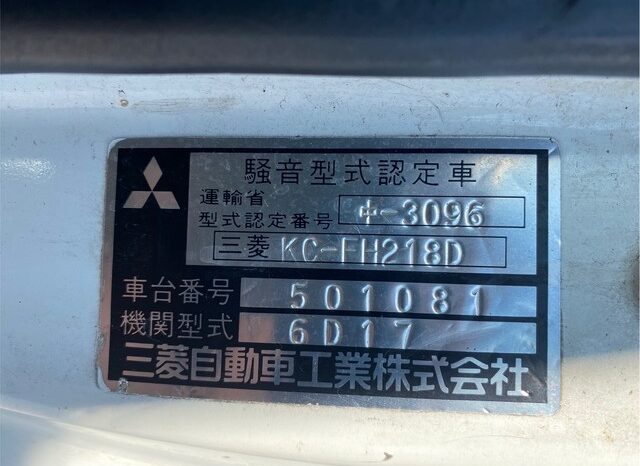 騒音型式認定車
運輸省
型式認定番号 中-3096
三菱 KC-FH218D
車台番号 501081
機関型式 6D17
三菱自動車工業株式会社